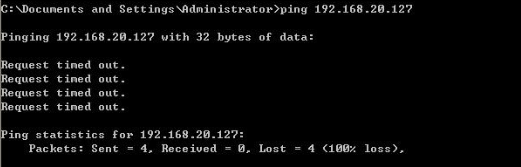 C:\Documents and Settings\Administrator>ping 192.168.20.127
Pinging 192.168.20.127 with 32 bytes of data:
Request timed out.
Request timed out.
Request timed out.
Request timed out.
Ping statistics for 192.168.20.127:
    Packets: Sent = 4, Received = 0, Lost = 4 (100% loss),